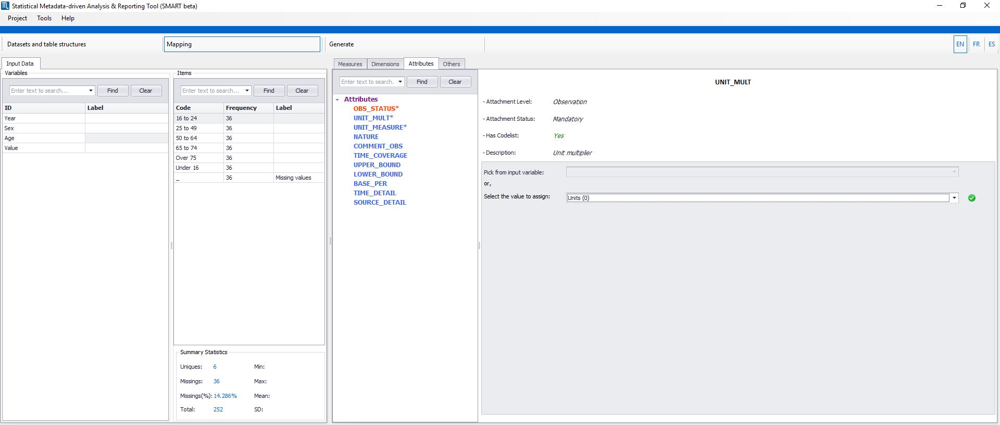 Statistical Metadata-driven Analysis & Reporting Tool (SMART beta)
Project Tools Help
Datasets and table structures
Mapping
Generate
EN FR ES
Input Data
Variables
Enter text to search...
Find
Clear
ID Label
Year
Sex
Age
Value
Items
Enter text to search...
Find
Clear
Code Frequency Label
16 to 24 36
25 to 49 36
50 to 64 36
65 to 74 36
Over 75 36
Under 16 36
_ 36 Missing values
Summary Statistics
Uniques: 6 Min:
Missings: 36 Max:
Missings(%): 14.286% Mean:
Total: 252 SD:
Measures Dimensions Attributes Others
Enter text to search.
Find
Clear
Attributes
OBS_STATUS*
UNIT_MULT*
UNIT_MEASURE*
NATURE
COMMENT_OBS
TIME_COVERAGE
UPPER_BOUND
LOWER_BOUND
BASE_PER
TIME_DETAIL
SOURCE_DETAIL
UNIT_MULT
- Attachment Level: Observation
- Attachment Status: Mandatory
- Has Codelist: Yes
- Description: Unit multiplier
Pick from input variable:
or,
Select the value to assign: Units (0)